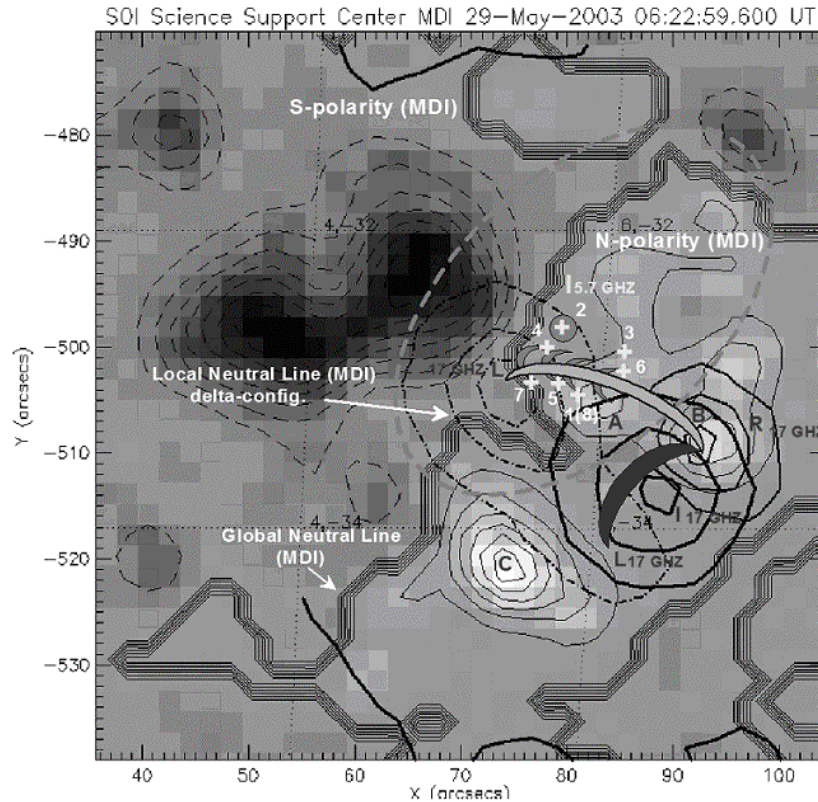 SOI Science Support Center MDI 29-May-2003 06:22:59.600 UT
S-polarity (MDI)
-480
4,-32
6,-32
-490
N-polarity (MDI)
I 5.7 GHZ
2
4
3
-500
17 GHZ L
6
Local Neutral Line (MDI)
delta-config.
7
5
1(8)
A
B
R 17 GHZ
-510
I 17 GHZ
4,-34
-34
Global Neutral Line
(MDI)
L 17 GHZ
C
-520
-530
Y (arcsecs)
40
50
60
70
80
90
100
X (arcsecs)